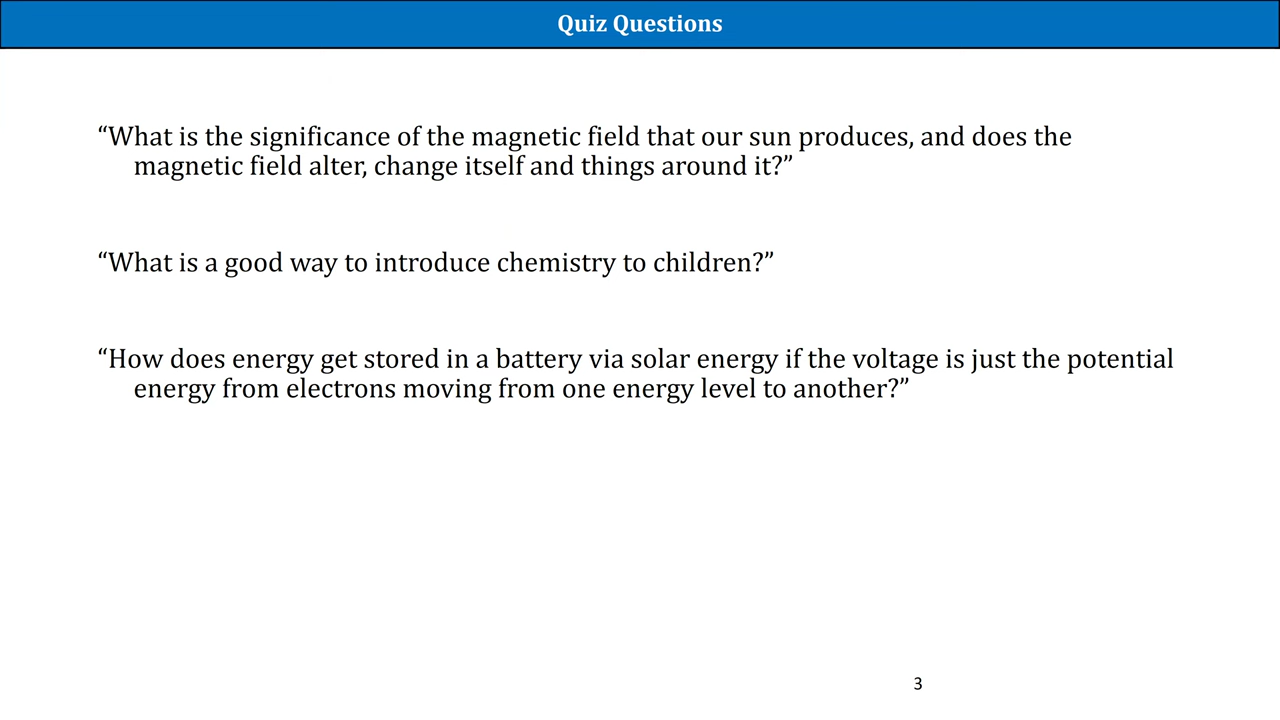 Quiz Questions
“What is the significance of the magnetic field that our sun produces, and does the
magnetic field alter, change itself and things around it?”
“What is a good way to introduce chemistry to children?”
“How does energy get stored in a battery via solar energy if the voltage is just the potential
energy from electrons moving from one energy level to another?”
3